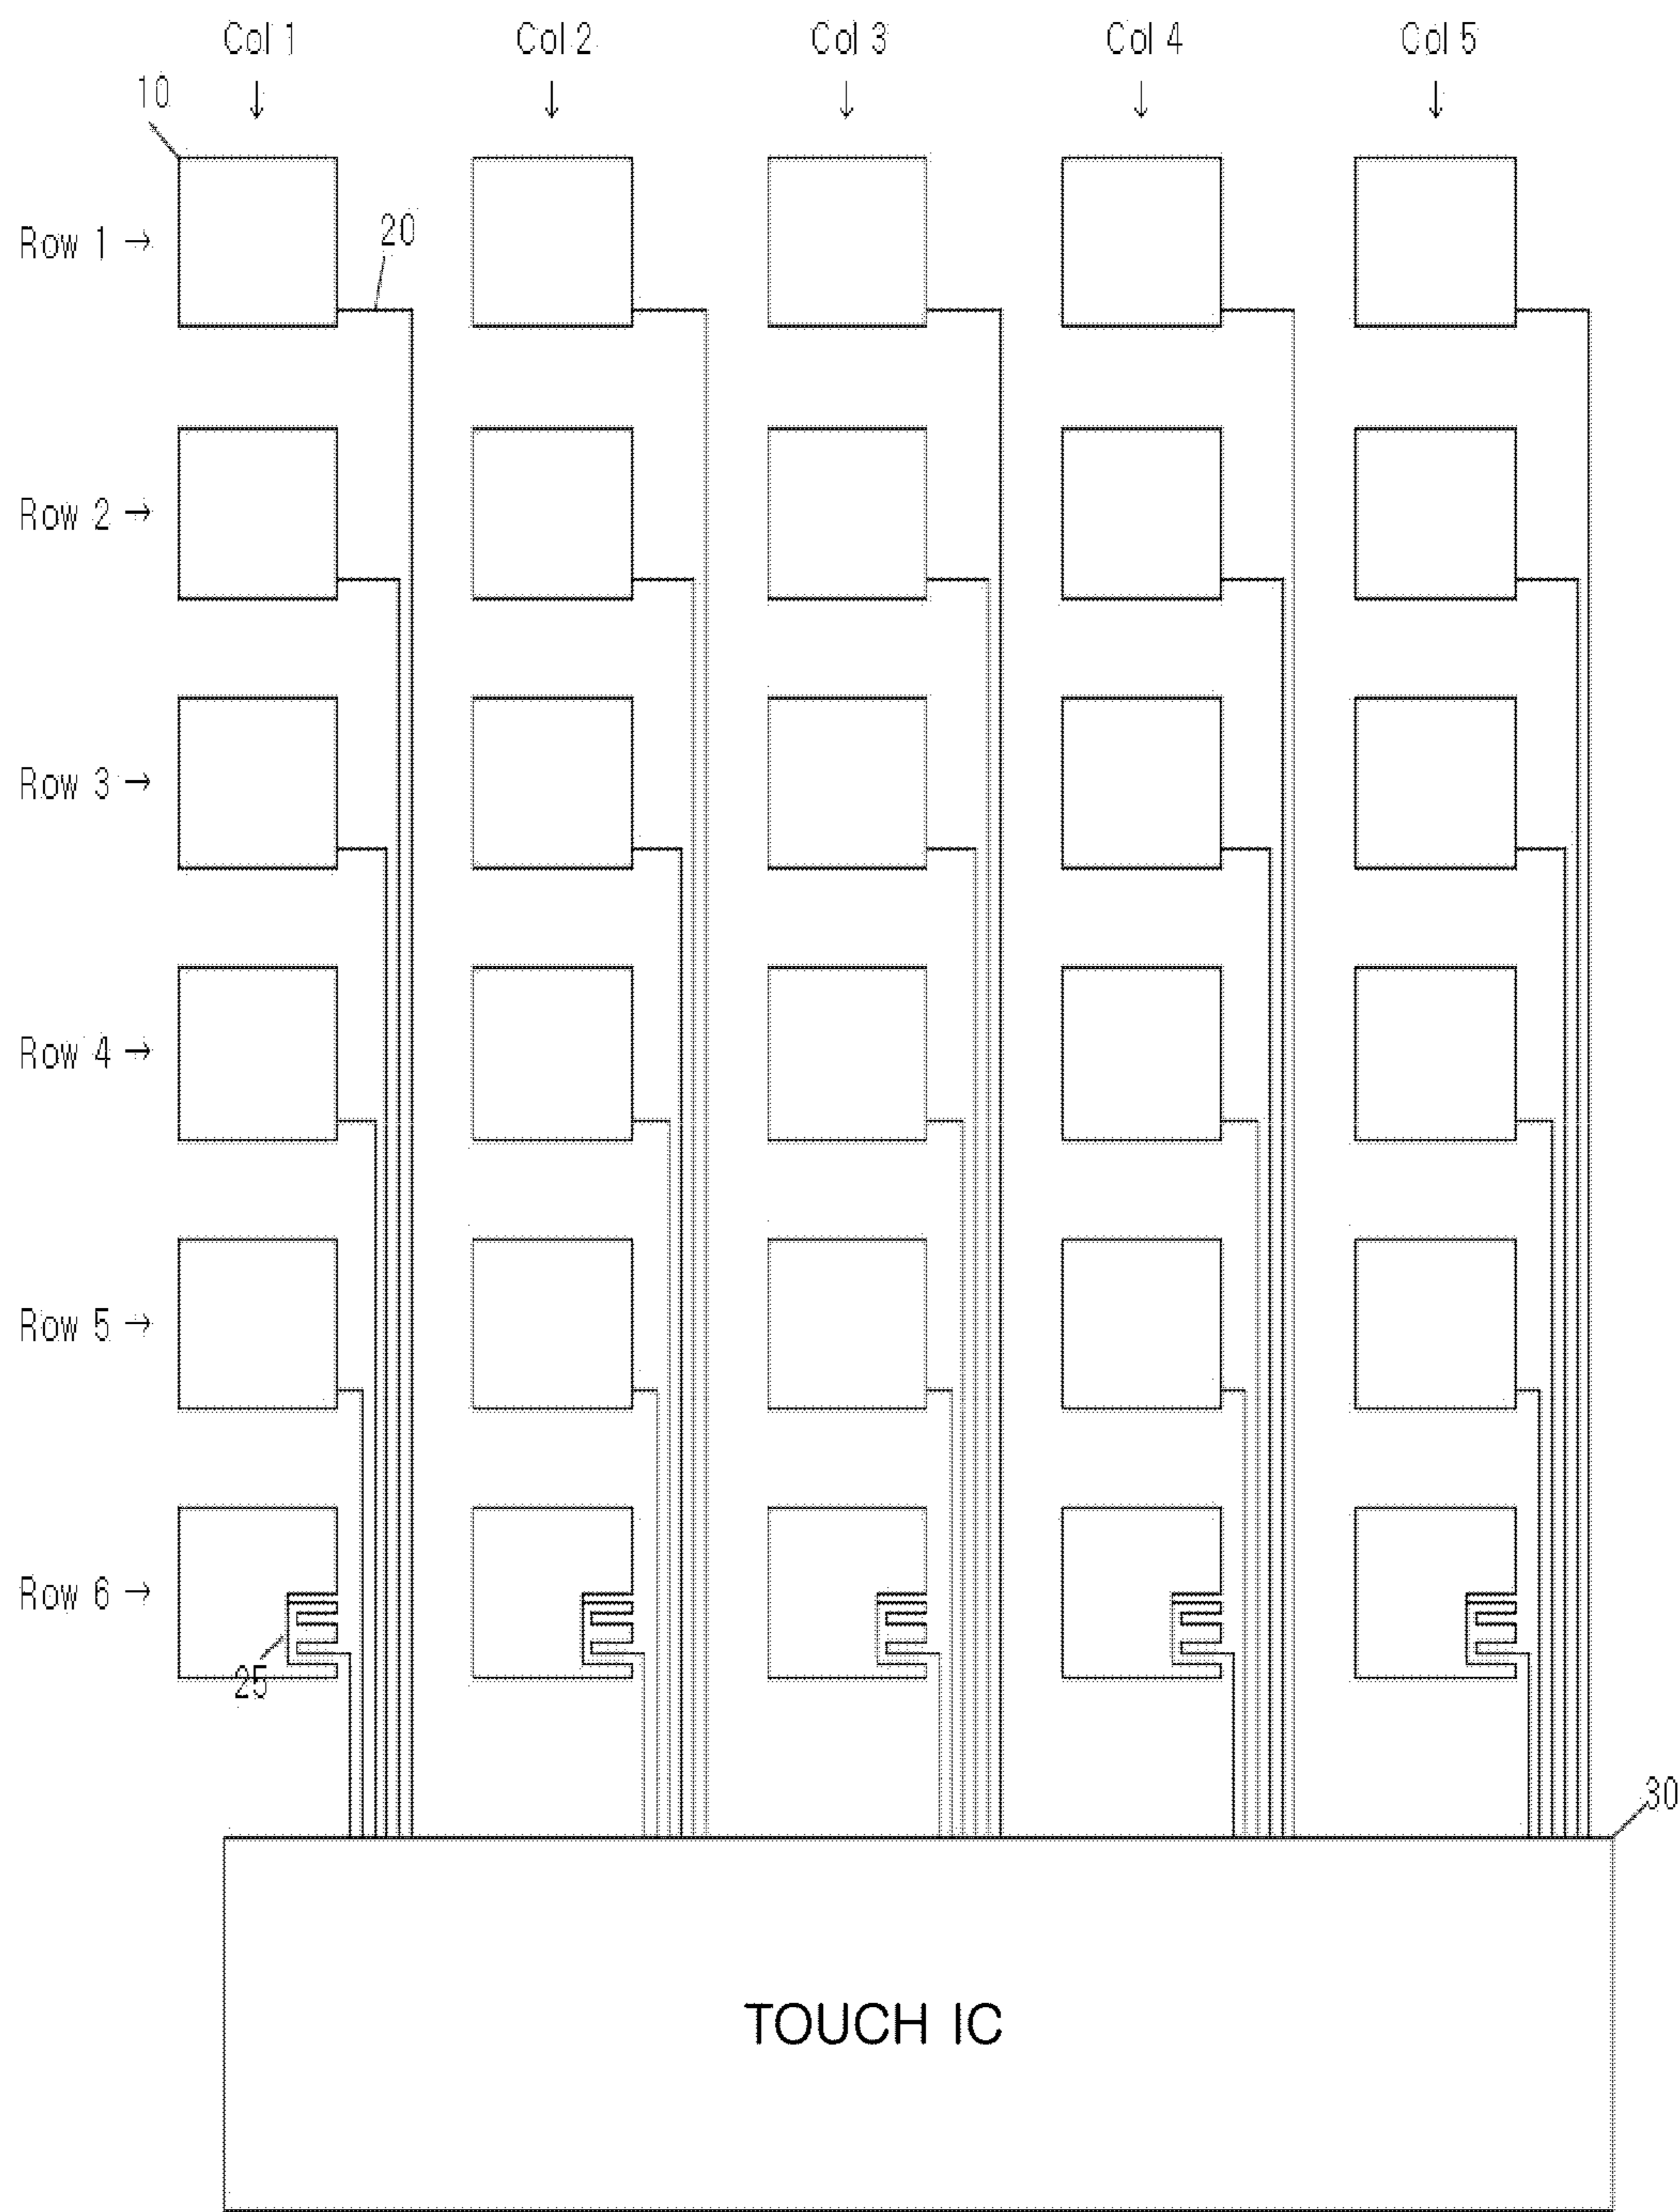 Col 1 Col 2 Col 3 Col 4 Col 5
10
Row 1 →
20
Row 2 →
Row 3 →
Row 4 →
Row 5 →
Row 6 →
25
30
TOUCH IC